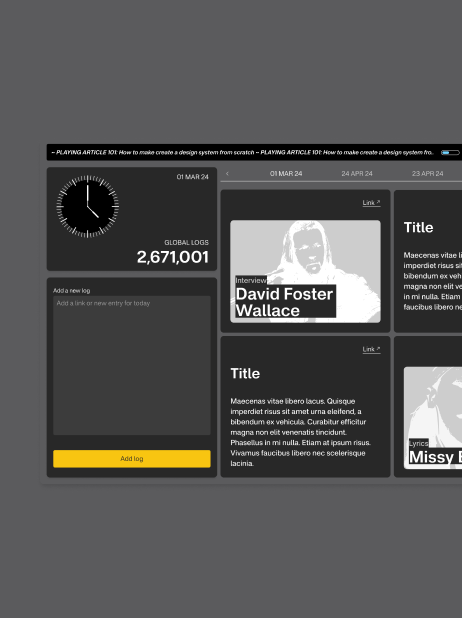 ~ PLAYING ARTICLE 101: How to make create a design system from scratch ~ PLAYING ARTICLE 101: How to make create a design system fro..
01 MAR 24
GLOBAL LOGS
2,671,001
Add a new log
Add a link or new entry for today
Add log
‹ 01 MAR 24 24 APR 24 23 APR 24
Link ↗
Interview
David Foster
Wallace
Link ↗
Title
Maecenas vitae libero lacus. Quisque
imperdiet risus sit amet urna eleifend, a
bibendum ex vehicula. Curabitur efficitur
magna non elit venenatis tincidunt.
Phasellus in mi nulla. Etiam at ipsum risus.
Vivamus faucibus libero nec scelerisque
lacinia.
Title
Maecenas vitae li
imperdiet risus sit
bibendum ex veh
magna non elit ve
in mi nulla. Etiam
faucibus libero ne
Lyrics
Missy E